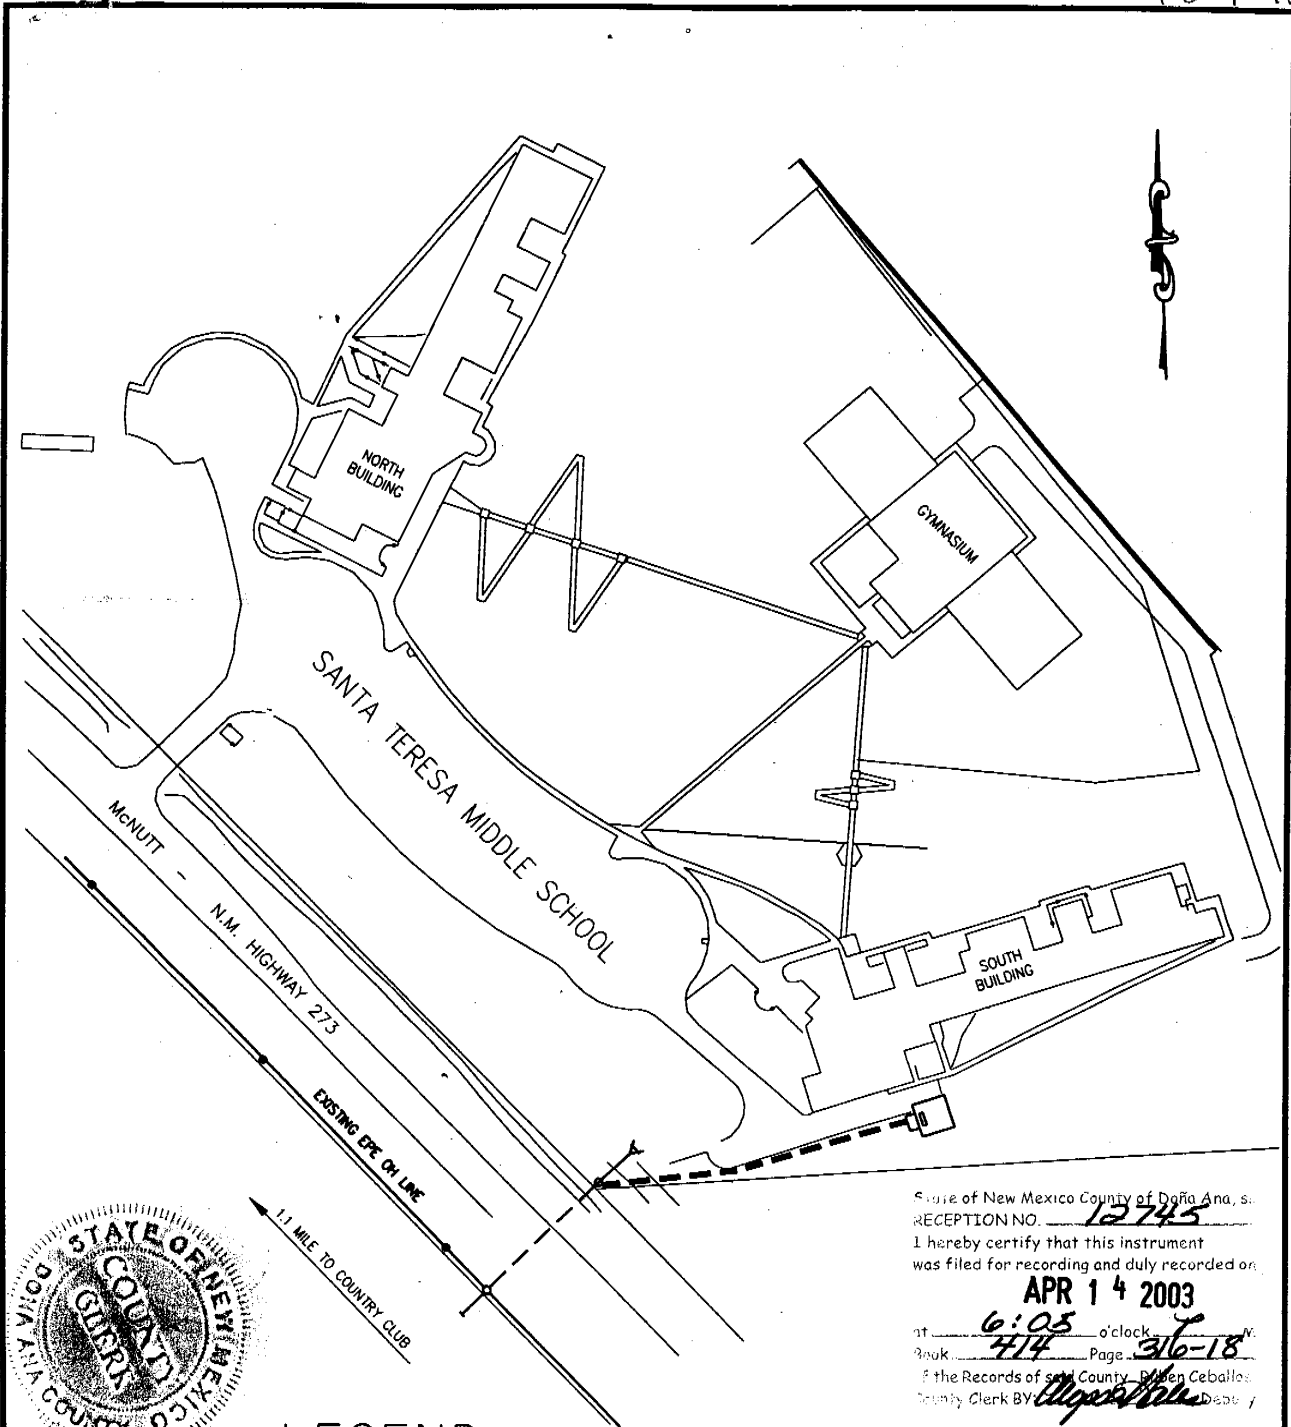 NORTH
BUILDING
GYMNASIUM
SANTA TERESA MIDDLE SCHOOL
McNUTT - N.M. HIGHWAY 273
SOUTH
BUILDING
EXISTING EPE OH LINE
1.1 MILE TO COUNTRY CLUB
STATE OF NEW MEXICO
DOÑA ANA COUNTY
COUNTY
CLERK
State of New Mexico County of Doña Ana, s
RECEPTION NO. 12745
I hereby certify that this instrument
was filed for recording and duly recorded on
APR 14 2003
at 6:05 o'clock
Book 414 Page 316-18
of the Records of said County Ruben Ceballos
County Clerk BY
LEGEND